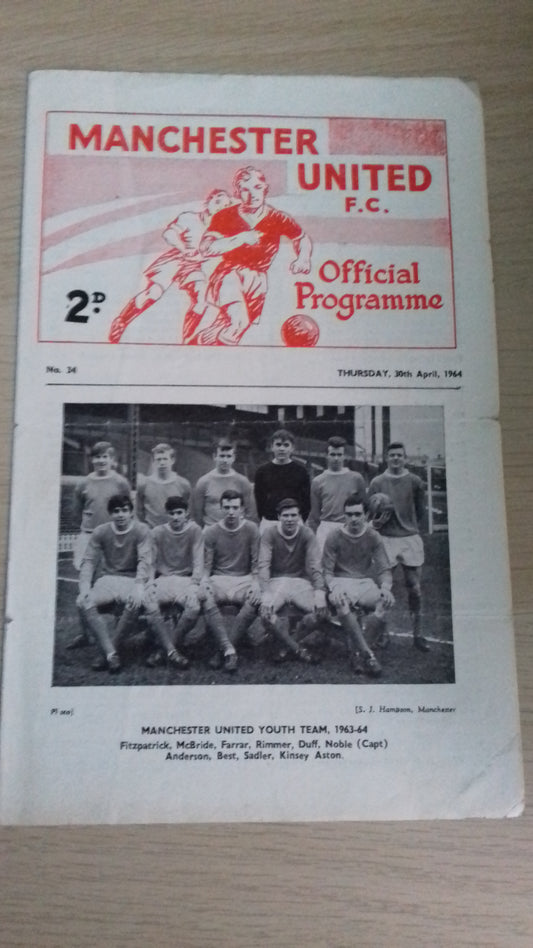 MANCHESTER
UNITED
F.C.
Official
Programme
2D.
No. 34 THURSDAY, 30th April, 1964
Photo] [S. J. Hampson, Manchester
MANCHESTER UNITED YOUTH TEAM, 1963-64
Fitzpatrick, McBride, Farrar, Rimmer, Duff, Noble (Capt)
Anderson, Best, Sadler, Kinsey Aston.